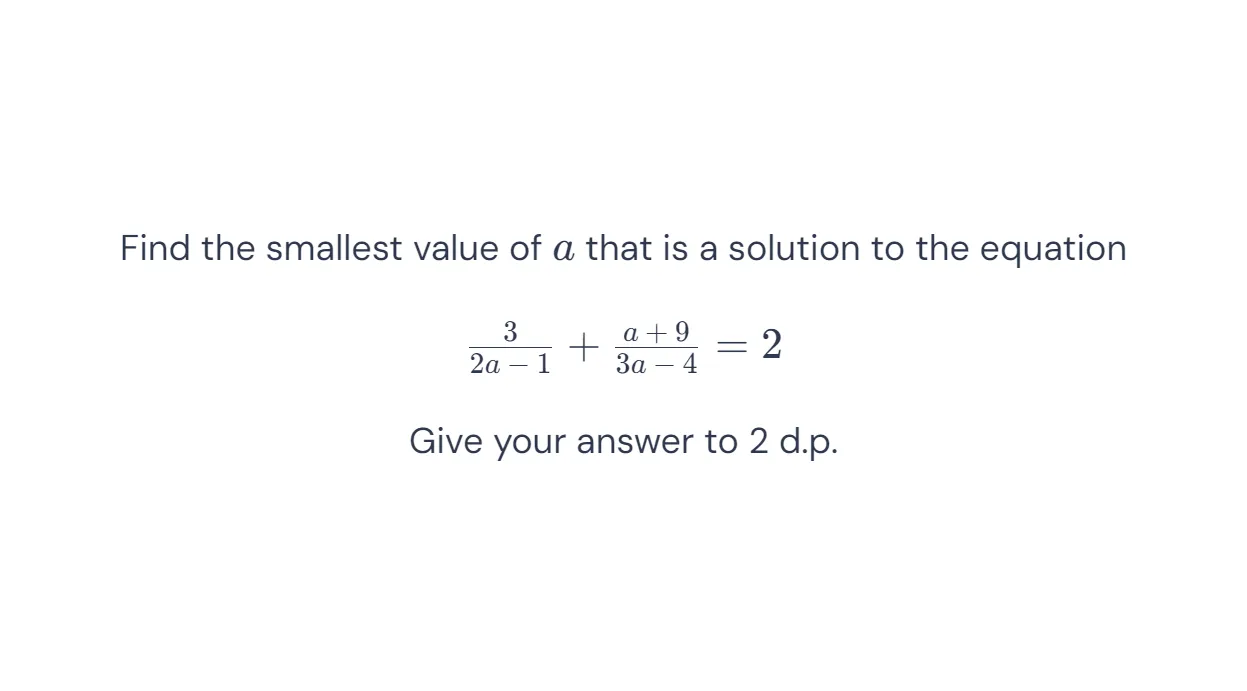 Find the smallest value of a that is a solution to the equation
\frac{3}{2a-1} + \frac{a+9}{3a-4} = 2
Give your answer to 2 d.p.